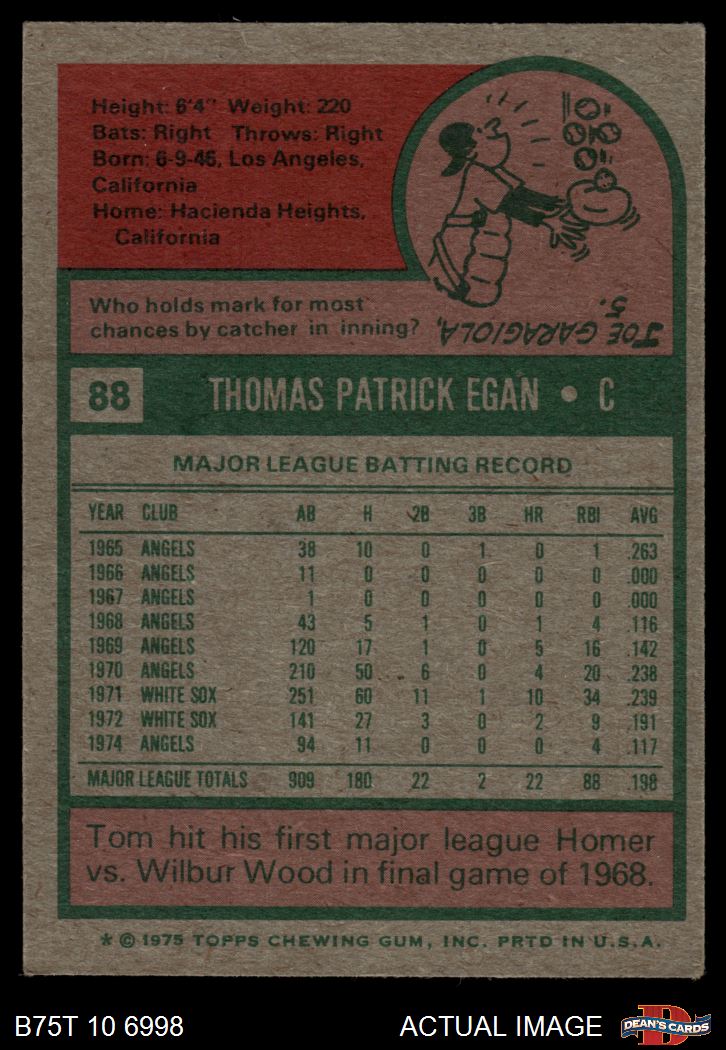 Height: 6'4" Weight: 220
Bats: Right Throws: Right
Born: 6-9-46, Los Angeles,
California
Home: Hacienda Heights,
California
Who holds mark for most
chances by catcher in inning?
JOE GARAGIOLA,
5.
88 THOMAS PATRICK EGAN • C
MAJOR LEAGUE BATTING RECORD
YEAR CLUB AB H 2B 3B HR RBI AVG
1965 ANGELS 38 10 0 1 0 1 .263
1966 ANGELS 11 0 0 0 0 0 .000
1967 ANGELS 1 0 0 0 0 0 .000
1968 ANGELS 43 5 1 0 1 4 .116
1969 ANGELS 120 17 1 0 5 16 .142
1970 ANGELS 210 50 6 0 4 20 .238
1971 WHITE SOX 251 60 11 1 10 34 .239
1972 WHITE SOX 141 27 3 0 2 9 .191
1974 ANGELS 94 11 0 0 0 4 .117
MAJOR LEAGUE TOTALS 909 180 22 2 22 88 .198
Tom hit his first major league Homer
vs. Wilbur Wood in final game of 1968.
* © 1975 TOPPS CHEWING GUM, INC. PRTD IN U.S.A.
B75T 10 6998 ACTUAL IMAGE D DEAN'S CARDS